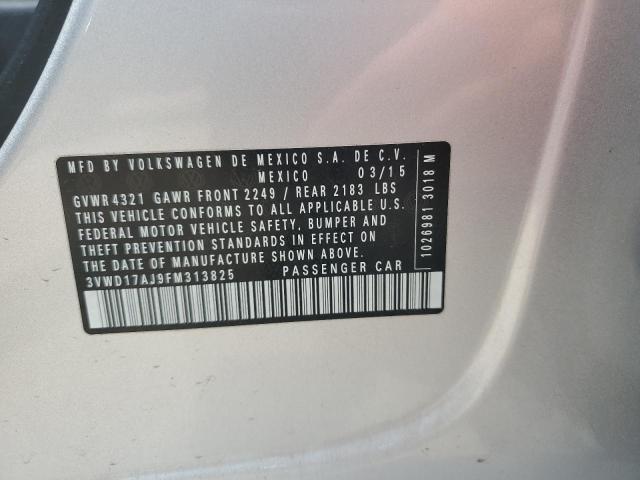 MFD BY VOLKSWAGEN DE MEXICO S.A. DE C.V.
MEXICO 03/15
GVWR 4321 GAWR FRONT 2249 / REAR 2183 LBS
THIS VEHICLE CONFORMS TO ALL APPLICABLE U.S.
FEDERAL MOTOR VEHICLE SAFETY, BUMPER AND
THEFT PREVENTION STANDARDS IN EFFECT ON
THE DATE OF MANUFACTURE SHOWN ABOVE.
3VWD17AJ9FM313825 PASSENGER CAR
1026981 3018 M